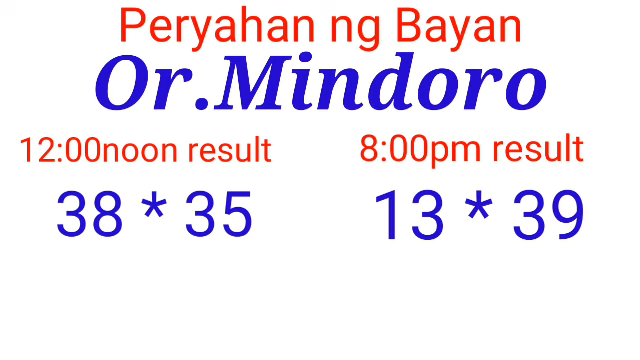 Peryahan ng Bayan
Or.Mindoro
12:00noon result 8:00pm result
38 * 35 13 * 39